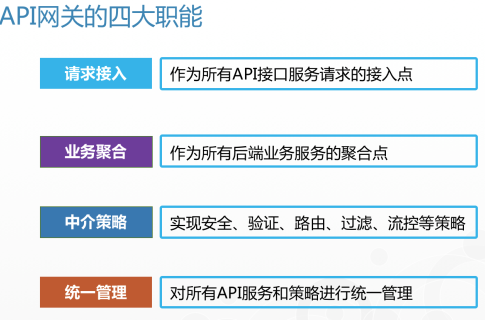 API网关的四大职能
请求接入 作为所有API接口服务请求的接入点
业务聚合 作为所有后端业务服务的聚合点
中介策略 实现安全、验证、路由、过滤、流控等策略
统一管理 对所有API服务和策略进行统一管理